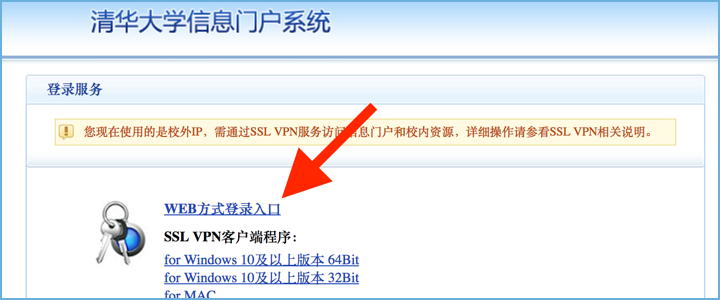 清华大学信息门户系统
登录服务
您现在使用的是校外IP，需通过SSL VPN服务访问信息门户和校内资源，详细操作请参看SSL VPN相关说明。
WEB方式登录入口
SSL VPN客户端程序：
for Windows 10及以上版本 64Bit
for Windows 10及以上版本 32Bit
for MAC